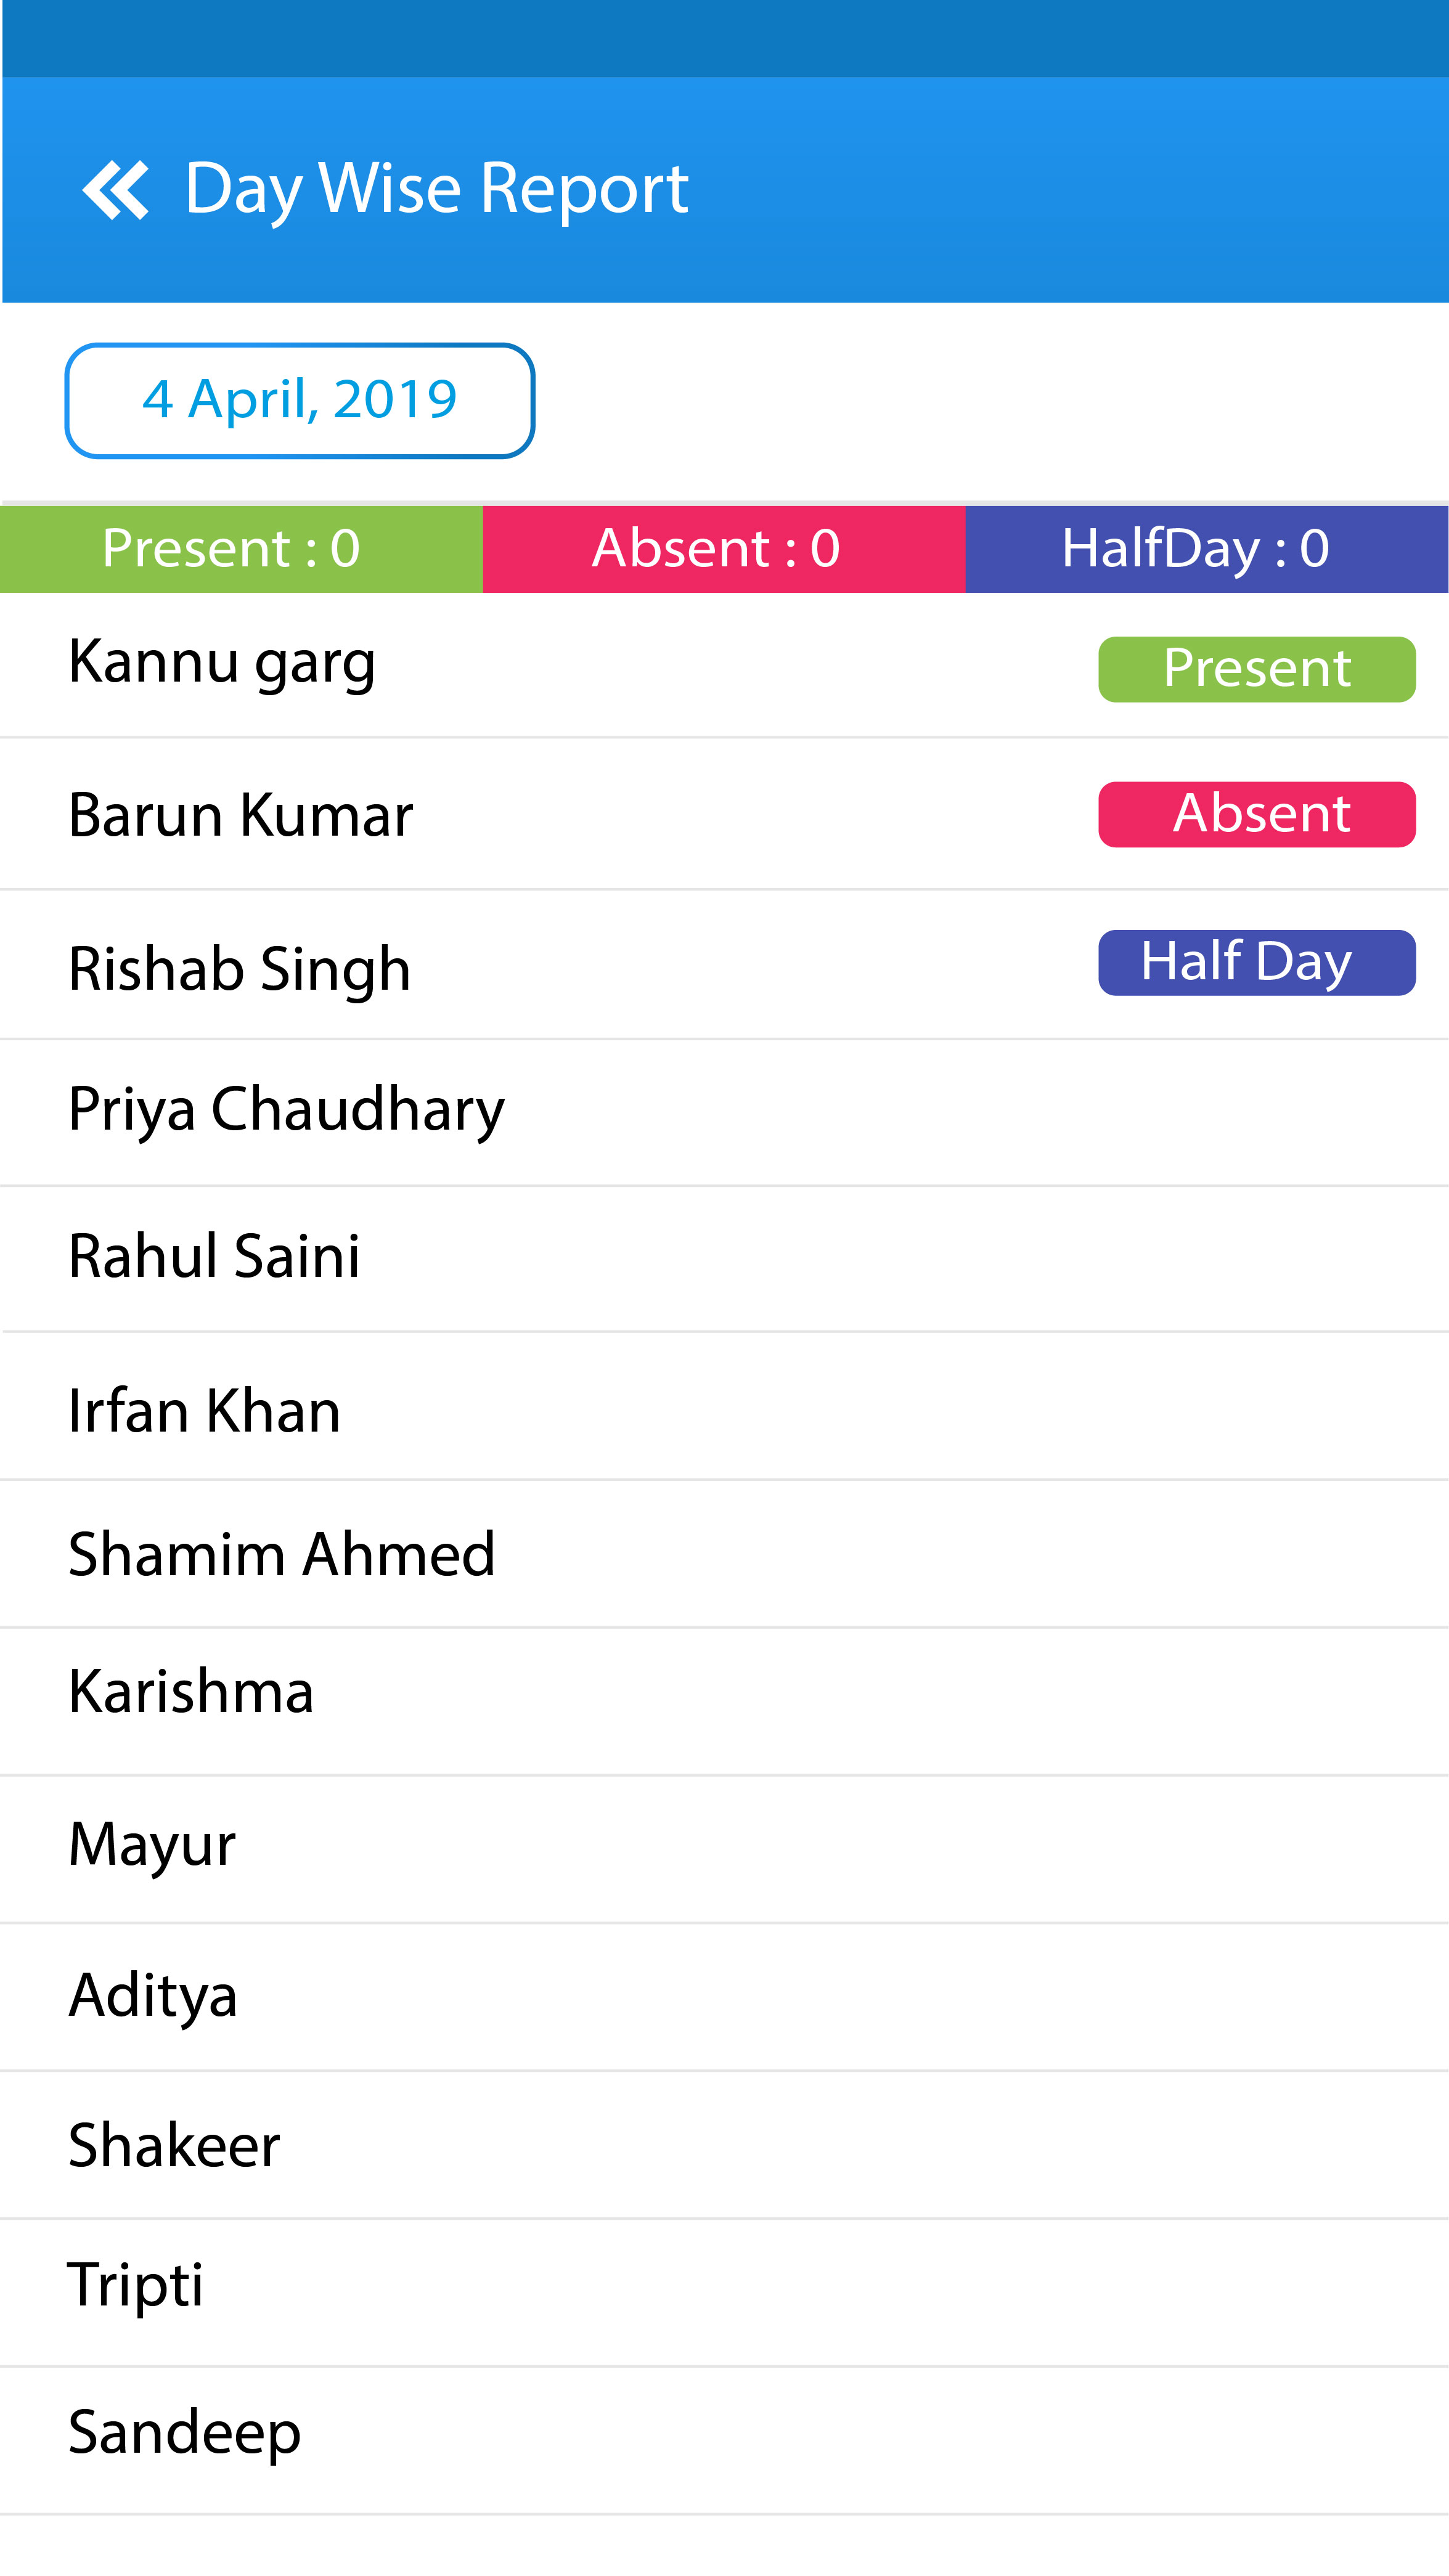 Day Wise Report
4 April, 2019
Present : 0 Absent : 0 HalfDay : 0
Kannu garg Present
Barun Kumar Absent
Rishab Singh Half Day
Priya Chaudhary
Rahul Saini
Irfan Khan
Shamim Ahmed
Karishma
Mayur
Aditya
Shakeer
Tripti
Sandeep